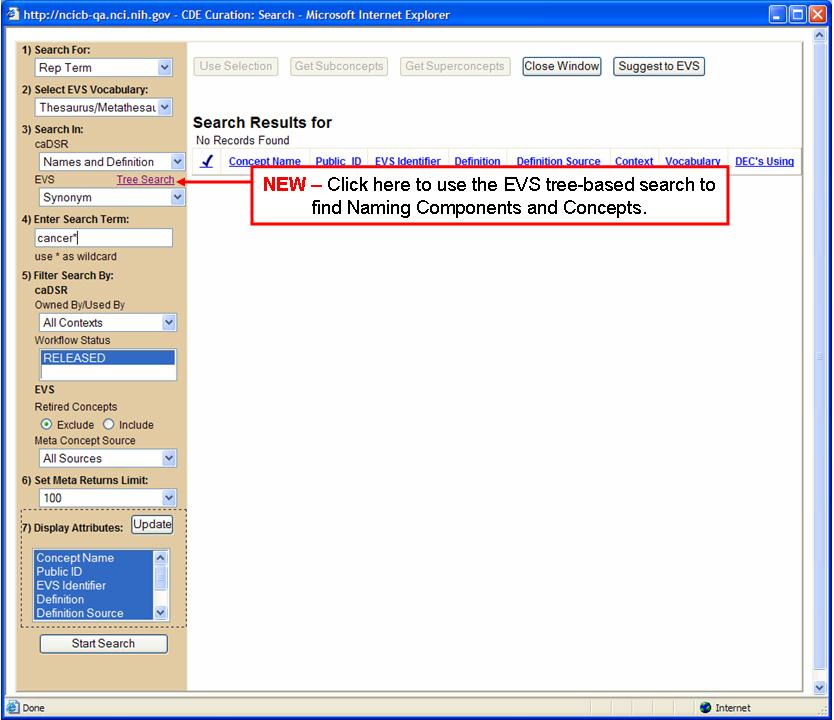 http://ncicb-qa.nci.nih.gov - CDE Curation: Search - Microsoft Internet Explorer
1) Search For:
Rep Term
2) Select EVS Vocabulary:
Thesaurus/Metathesau
3) Search In:
caDSR
Names and Definition
EVS Tree Search
Synonym
4) Enter Search Term:
cancer*
use * as wildcard
5) Filter Search By:
caDSR
Owned By/Used By
All Contexts
Workflow Status
RELEASED
EVS
Retired Concepts
Exclude Include
Meta Concept Source
All Sources
6) Set Meta Returns Limit:
100
7) Display Attributes: Update
Concept Name
Public ID
EVS Identifier
Definition
Definition Source
Start Search
Use Selection Get Subconcepts Get Superconcepts Close Window Suggest to EVS
Search Results for
No Records Found
Concept Name Public ID EVS Identifier Definition Definition Source Context Vocabulary DEC's Using
NEW – Click here to use the EVS tree-based search to
find Naming Components and Concepts.
Done Internet